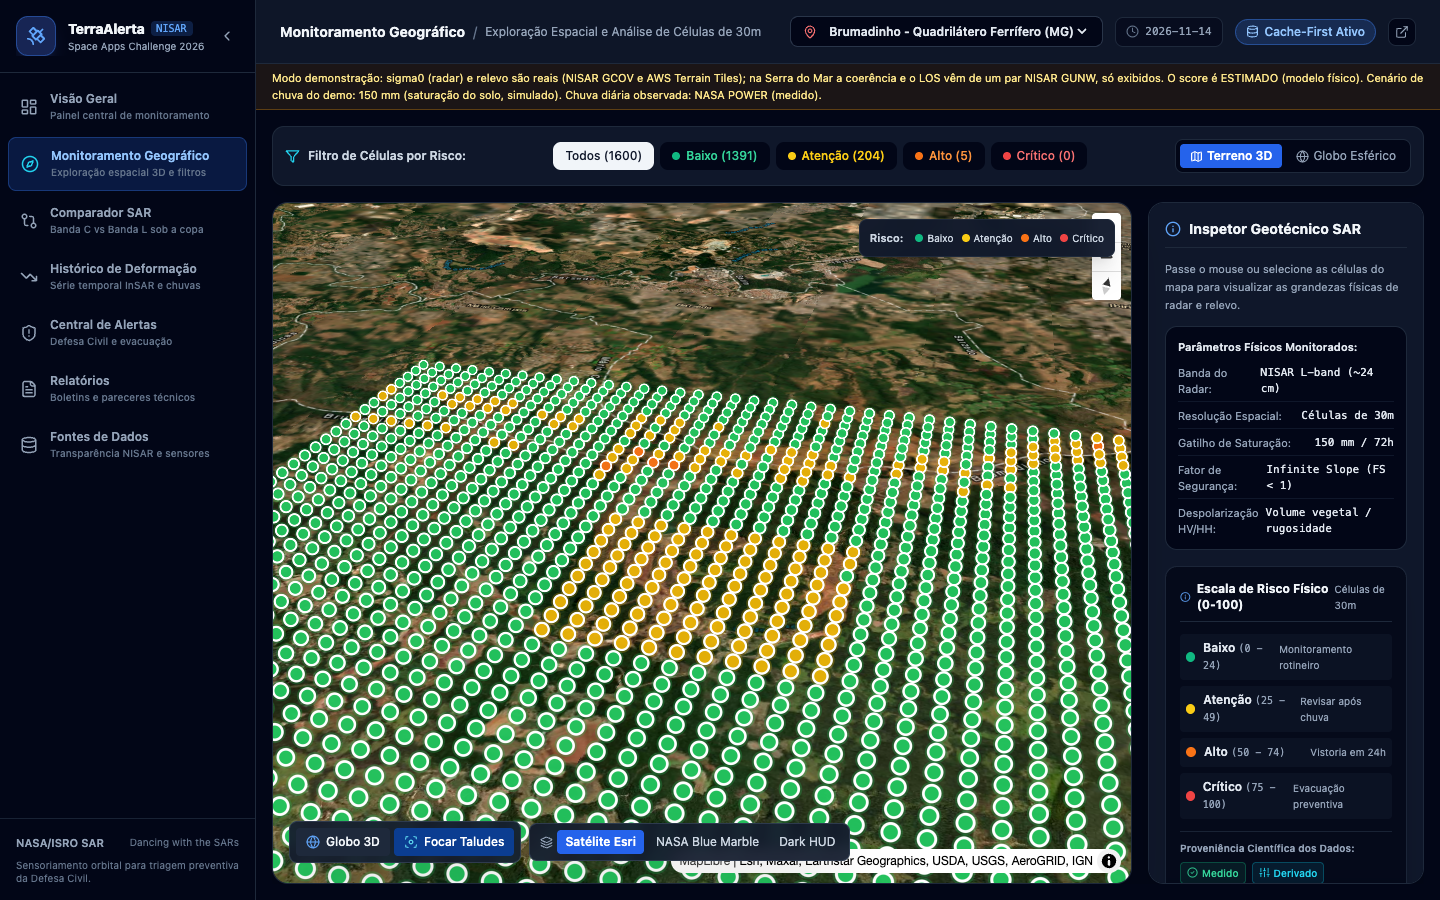 TerraAlerta NISAR
Space Apps Challenge 2026
Visão Geral
Painel central de monitoramento
Monitoramento Geográfico
Exploração espacial 3D e filtros
Comparador SAR
Banda C vs Banda L sob a copa
Histórico de Deformação
Série temporal InSAR e chuvas
Central de Alertas
Defesa Civil e evacuação
Relatórios
Boletins e pareceres técnicos
Fontes de Dados
Transparência NISAR e sensores
NASA/ISRO SAR Dancing with the SARs
Sensoriamento orbital para triagem preventiva
da Defesa Civil.
Monitoramento Geográfico / Exploração Espacial e Análise de Células de 30m
Brumadinho - Quadrilátero Ferrífero (MG)
2026-11-14
Cache-First Ativo
Modo demonstração: sigma0 (radar) e relevo são reais (NISAR GCOV e AWS Terrain Tiles); na Serra do Mar a coerência e o LOS vêm de um par NISAR GUNW, só exibidos. O score é ESTIMADO (modelo físico). Cenário de
chuva do demo: 150 mm (saturação do solo, simulado). Chuva diária observada: NASA POWER (medido).
Filtro de Células por Risco:
Todos (1600)
Baixo (1391)
Atenção (204)
Alto (5)
Crítico (0)
Terreno 3D
Globo Esférico
Risco: Baixo Atenção Alto Crítico
Globo 3D
Focar Taludes
Satélite Esri
NASA Blue Marble
Dark HUD
MapLibre | Esri, Maxar, Earthstar Geographics, USDA, USGS, AeroGRID, IGN
Inspetor Geotécnico SAR
Passe o mouse ou selecione as células do
mapa para visualizar as grandezas físicas de
radar e relevo.
Parâmetros Físicos Monitorados:
Banda do NISAR L-band (~24
Radar: cm)
Resolução Espacial: Células de 30m
Gatilho de Saturação: 150 mm / 72h
Fator de Infinite Slope (FS
Segurança: < 1)
Despolarização Volume vegetal /
HV/HH: rugosidade
Escala de Risco Físico Células de
(0-100) 30m
Baixo (0 – Monitoramento
24) rotineiro
Atenção (25 – Revisar após
49) chuva
Alto (50 – 74) Vistoria em 24h
Crítico (75 – Evacuação
100) preventiva
Proveniência Científica dos Dados:
Medido
Derivado